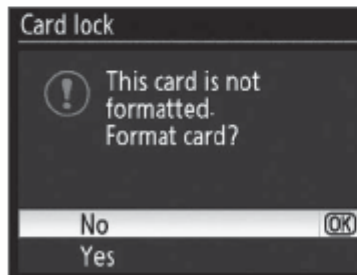 Card lock
This card is not
formatted.
Format card?
No OK
Yes